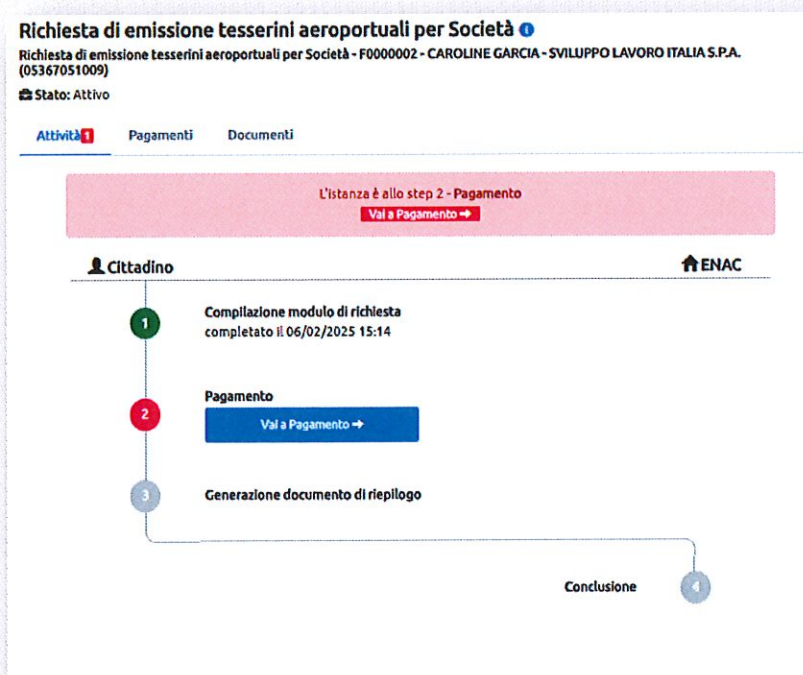 Richiesta di emissione tesserini aeroportuali per Società
Richiesta di emissione tesserini aeroportuali per Società - F0000002 - CAROLINE GARCIA - SVILUPPO LAVORO ITALIA S.P.A.
(05367051009)
Stato: Attivo
Attività 1 Pagamenti Documenti
L'istanza è allo step 2 - Pagamento
Vai a Pagamento →
Cittadino ENAC
1 Compilazione modulo di richiesta
completato il 06/02/2025 15:14
Pagamento
2 Vai a Pagamento →
3 Generazione documento di riepilogo
Conclusione 4